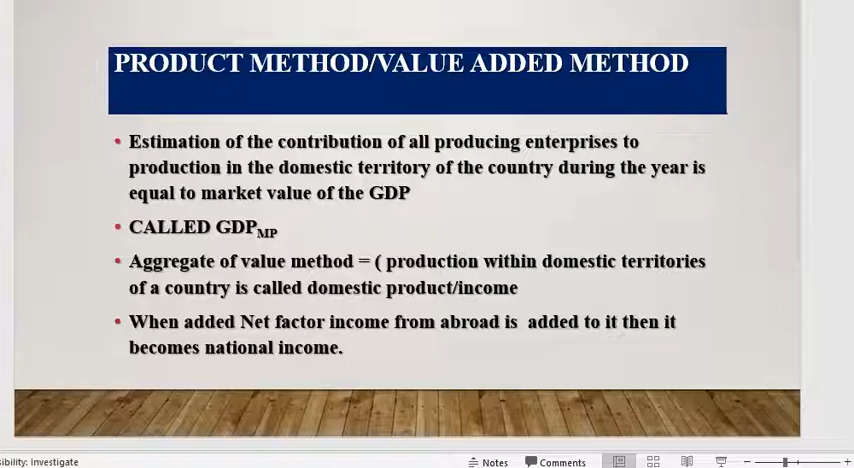 PRODUCT METHOD/VALUE ADDED METHOD
• Estimation of the contribution of all producing enterprises to
production in the domestic territory of the country during the year is
equal to market value of the GDP
• CALLED GDPMP
• Aggregate of value method = ( production within domestic territories
of a country is called domestic product/income
• When added Net factor income from abroad is  added to it then it
becomes national income.
sibility: Investigate
Notes
Comments